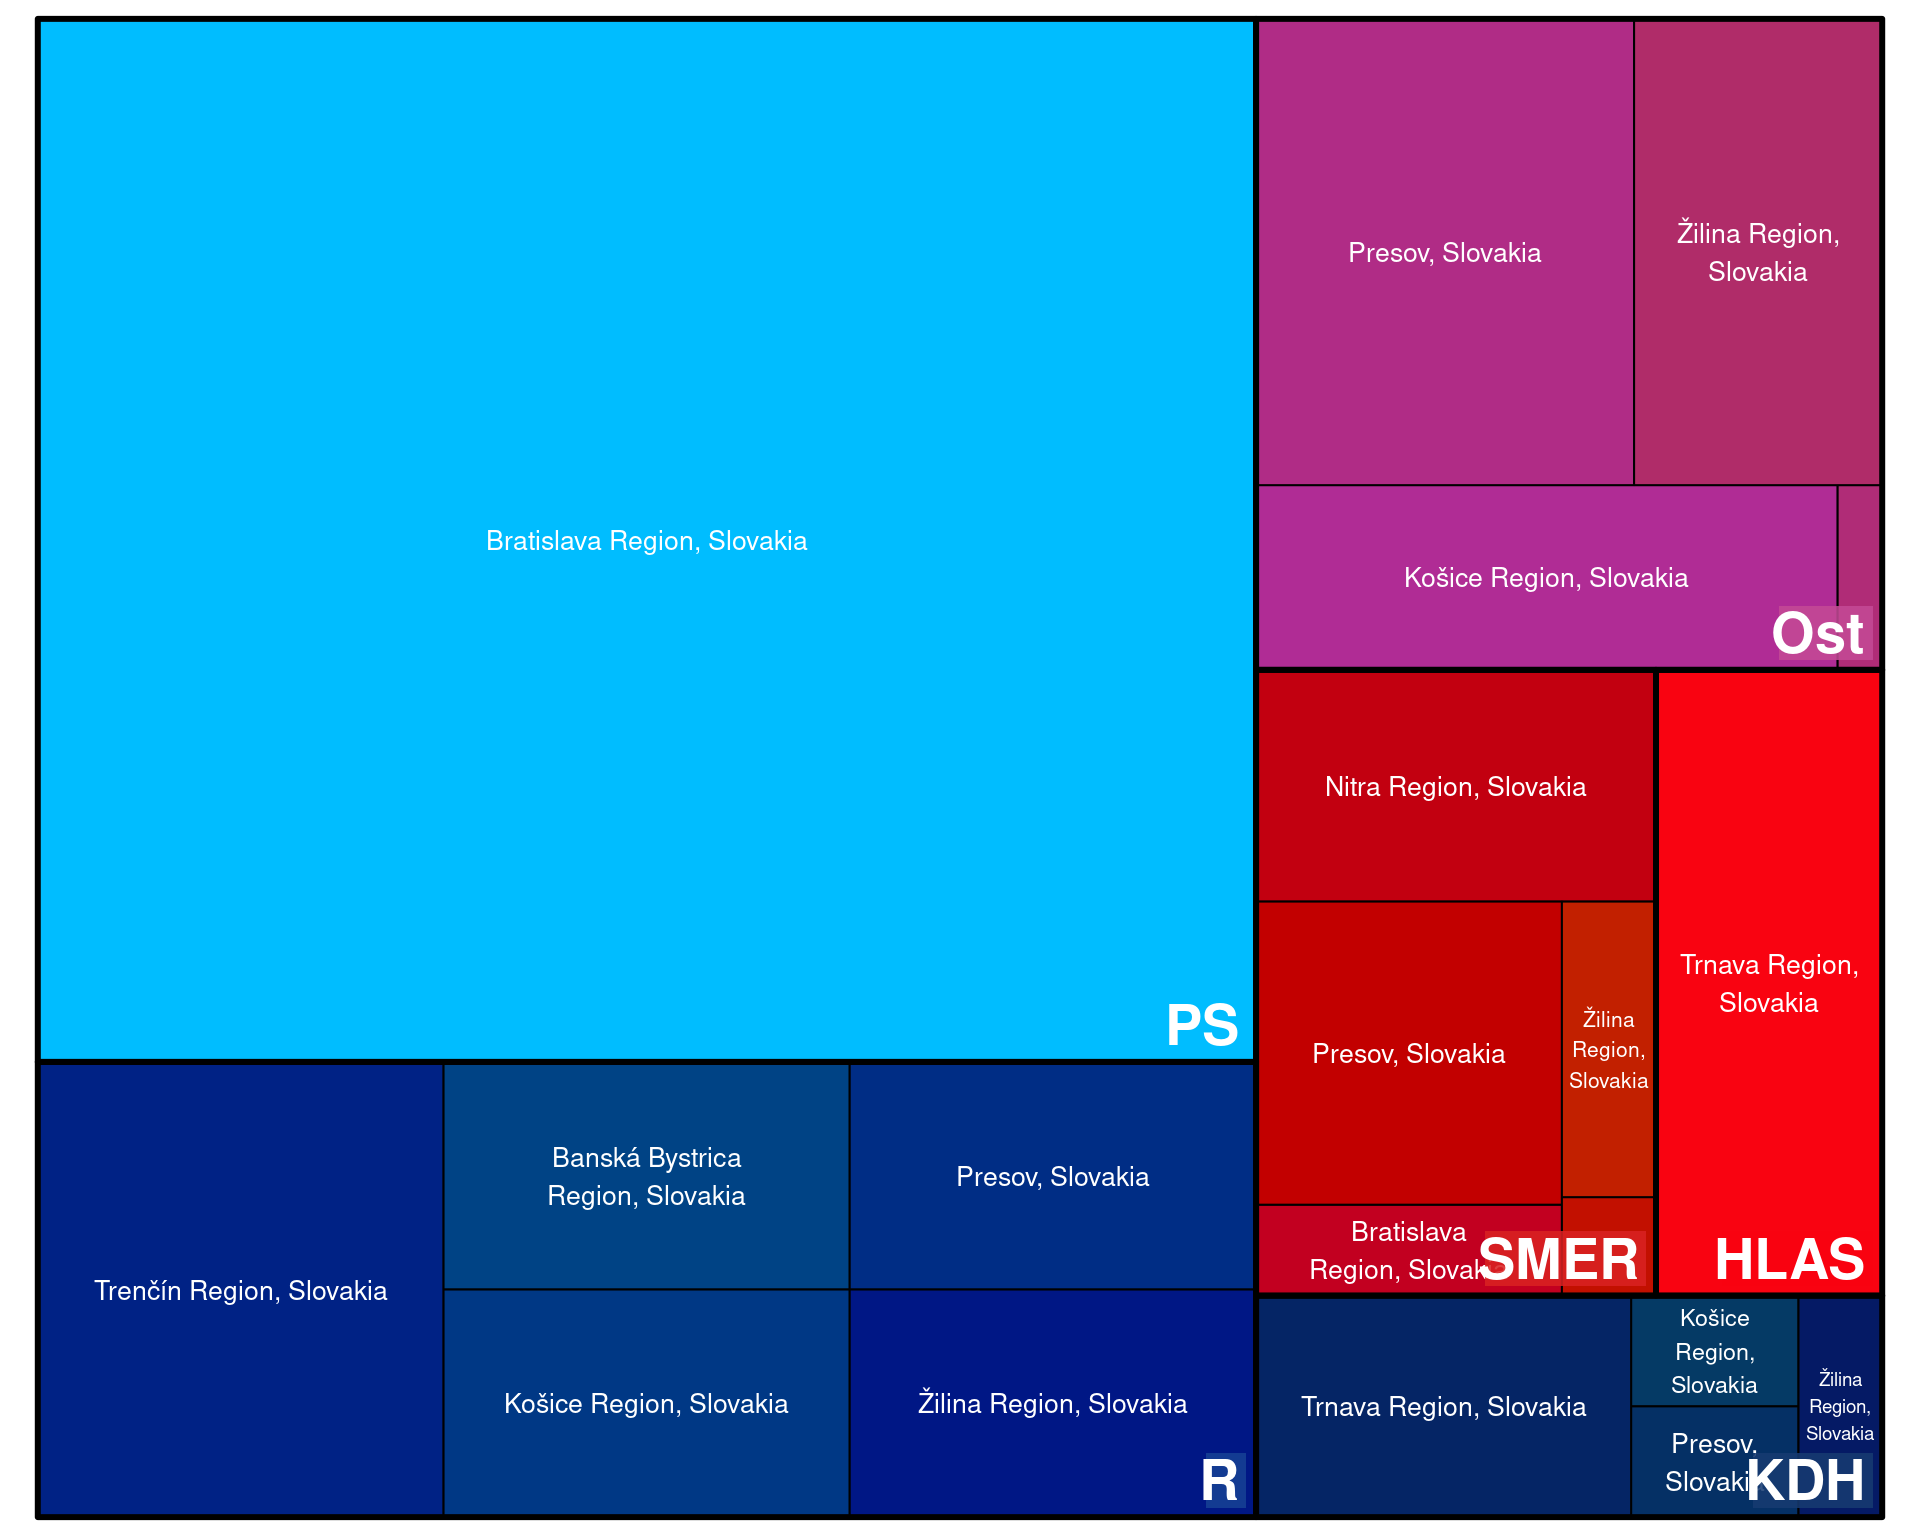 Bratislava Region, Slovakia
PS
Presov, Slovakia
Žilina Region,
Slovakia
Košice Region, Slovakia
Ost
Nitra Region, Slovakia
Presov, Slovakia
Žilina
Region,
Slovakia
Bratislava
Region, Slovakia
SMER
Trnava Region,
Slovakia
HLAS
Trenčín Region, Slovakia
Banská Bystrica
Region, Slovakia
Presov, Slovakia
Košice Region, Slovakia
Žilina Region, Slovakia
R
Trnava Region, Slovakia
Košice
Region,
Slovakia
Presov,
Slovakia
Žilina
Region,
Slovakia
KDH